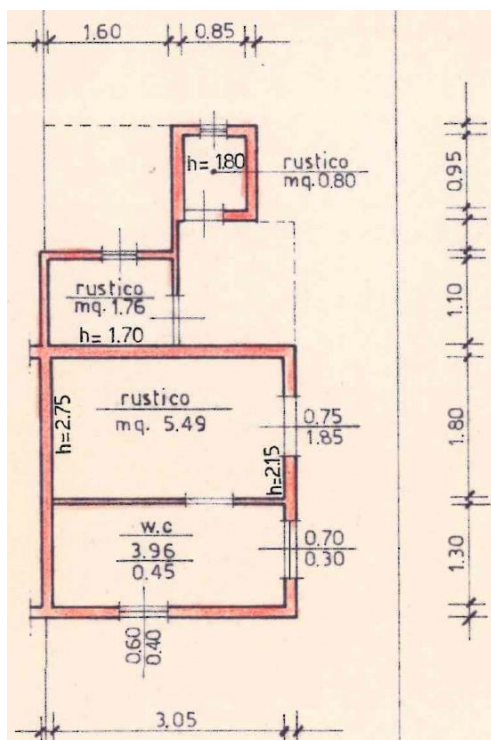 1.60 0.85
h= 1.80
rustico
mq. 0.80
0.95
rustico
mq. 1.76
h= 1.70
1.10
rustico
mq. 5.49
h= 2.75
h= 2.15
0.75
1.85
1.80
w.c
3.96
0.45
0.70
0.30
1.30
0.60
0.40
3.05